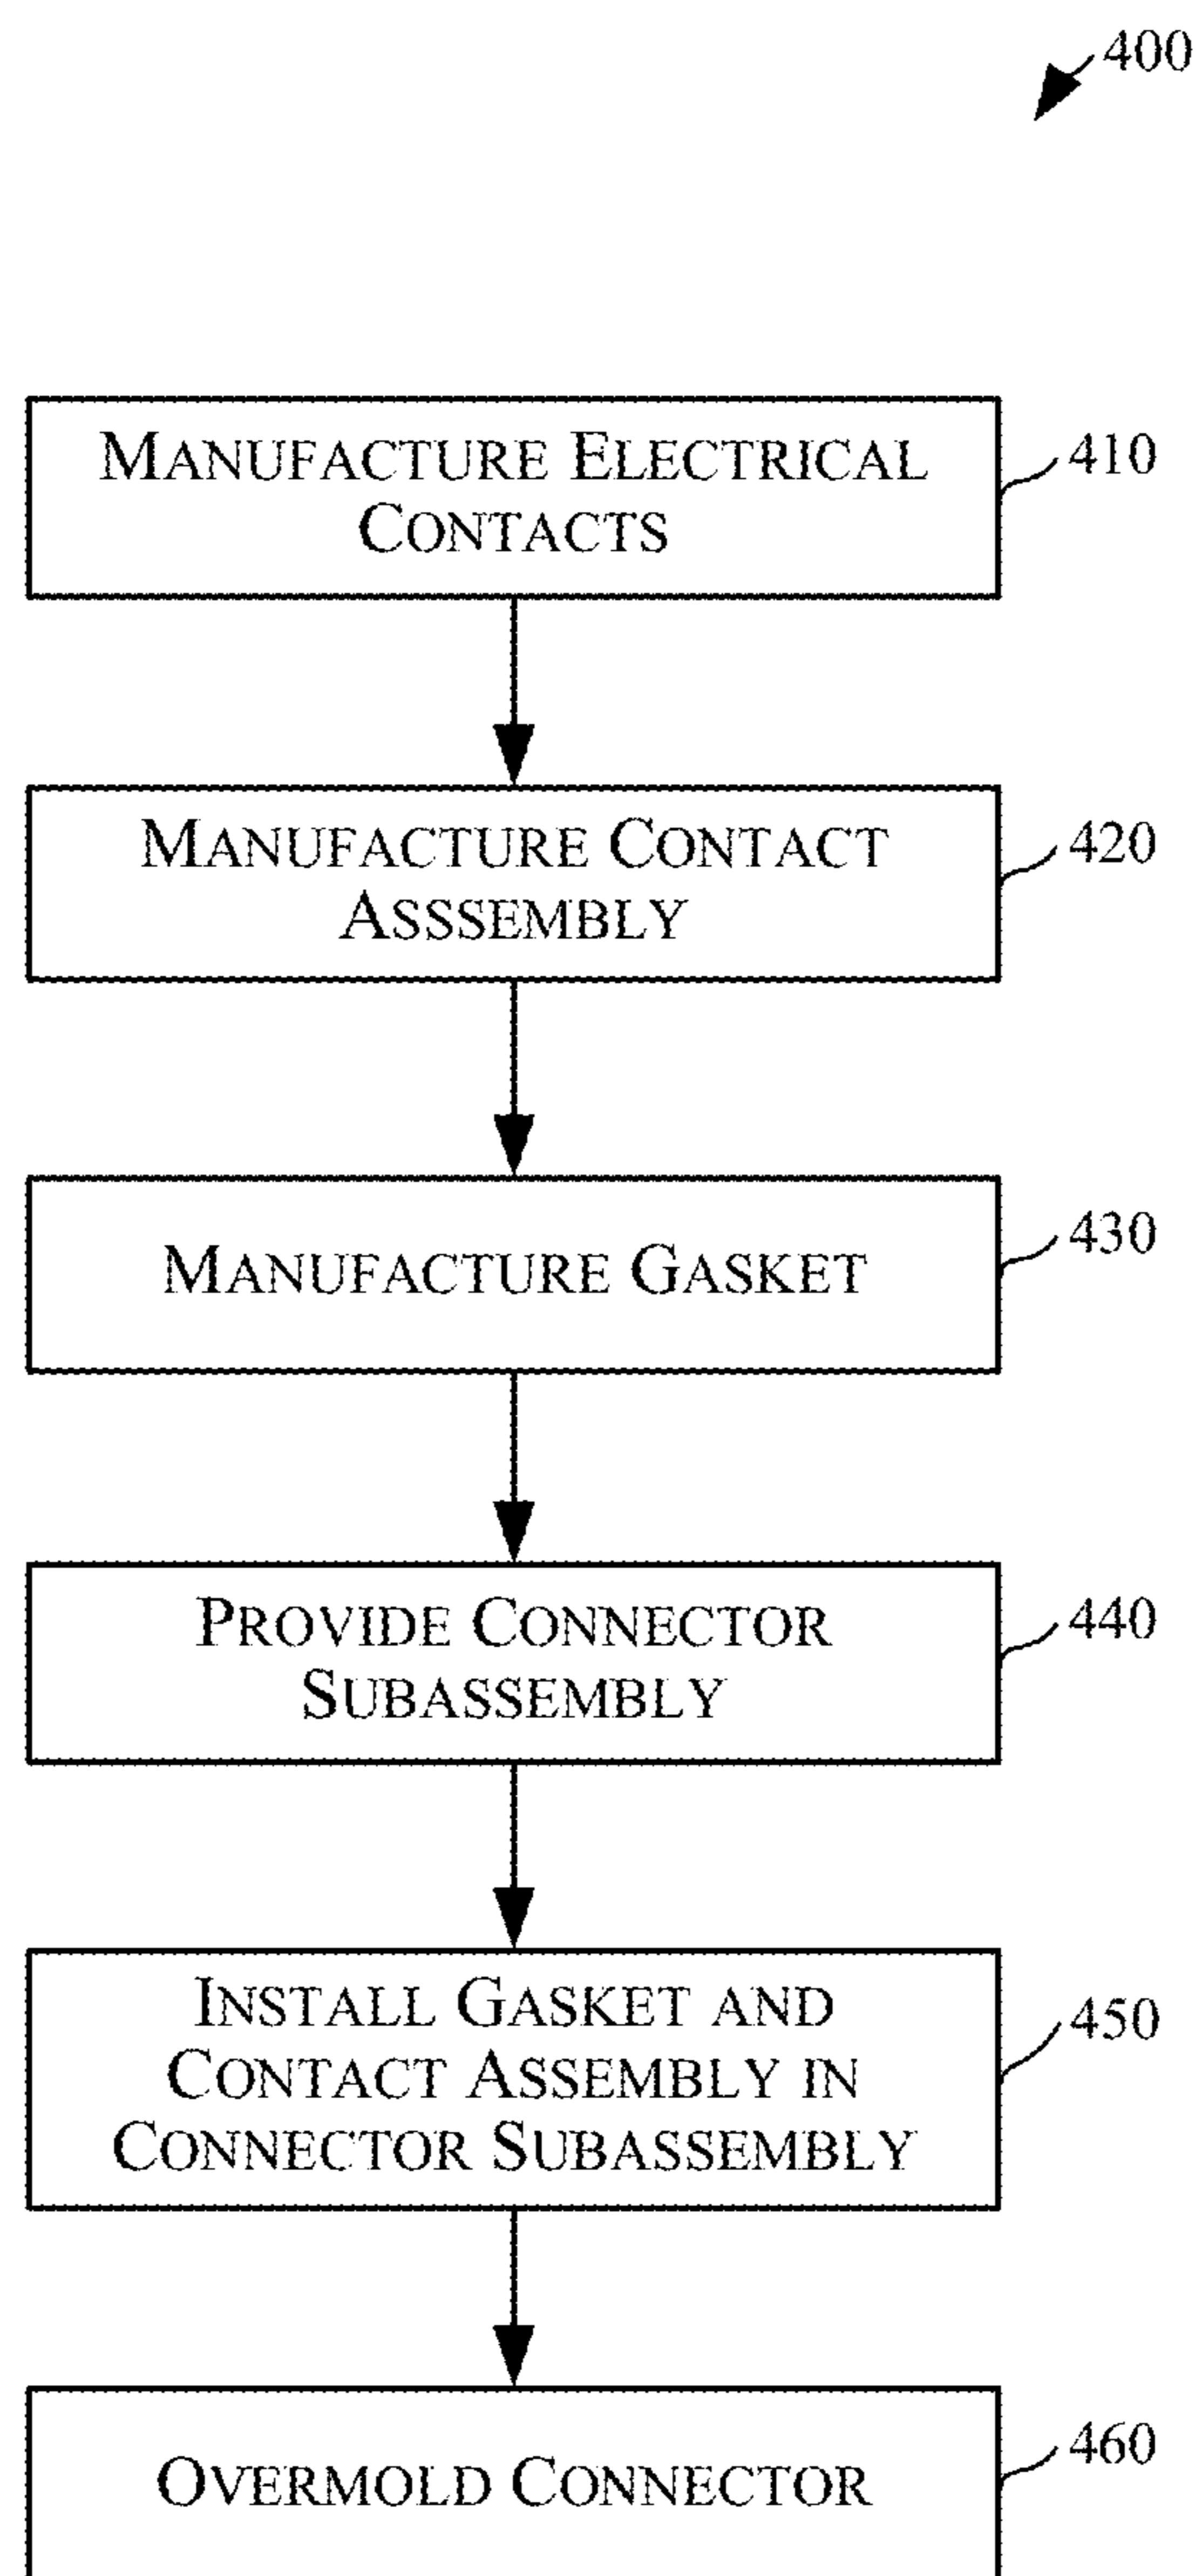 400
MANUFACTURE ELECTRICAL
CONTACTS
410
MANUFACTURE CONTACT
ASSSEMBLY
420
MANUFACTURE GASKET
430
PROVIDE CONNECTOR
SUBASSEMBLY
440
INSTALL GASKET AND
CONTACT ASSEMBLY IN
CONNECTOR SUBASSEMBLY
450
OVERMOLD CONNECTOR
460